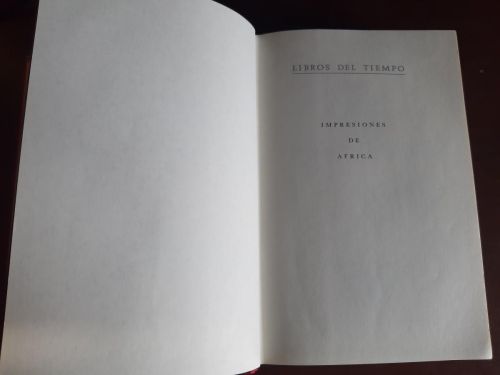 LIBROS DEL TIEMPO
IMPRESIONES
DE
AFRICA